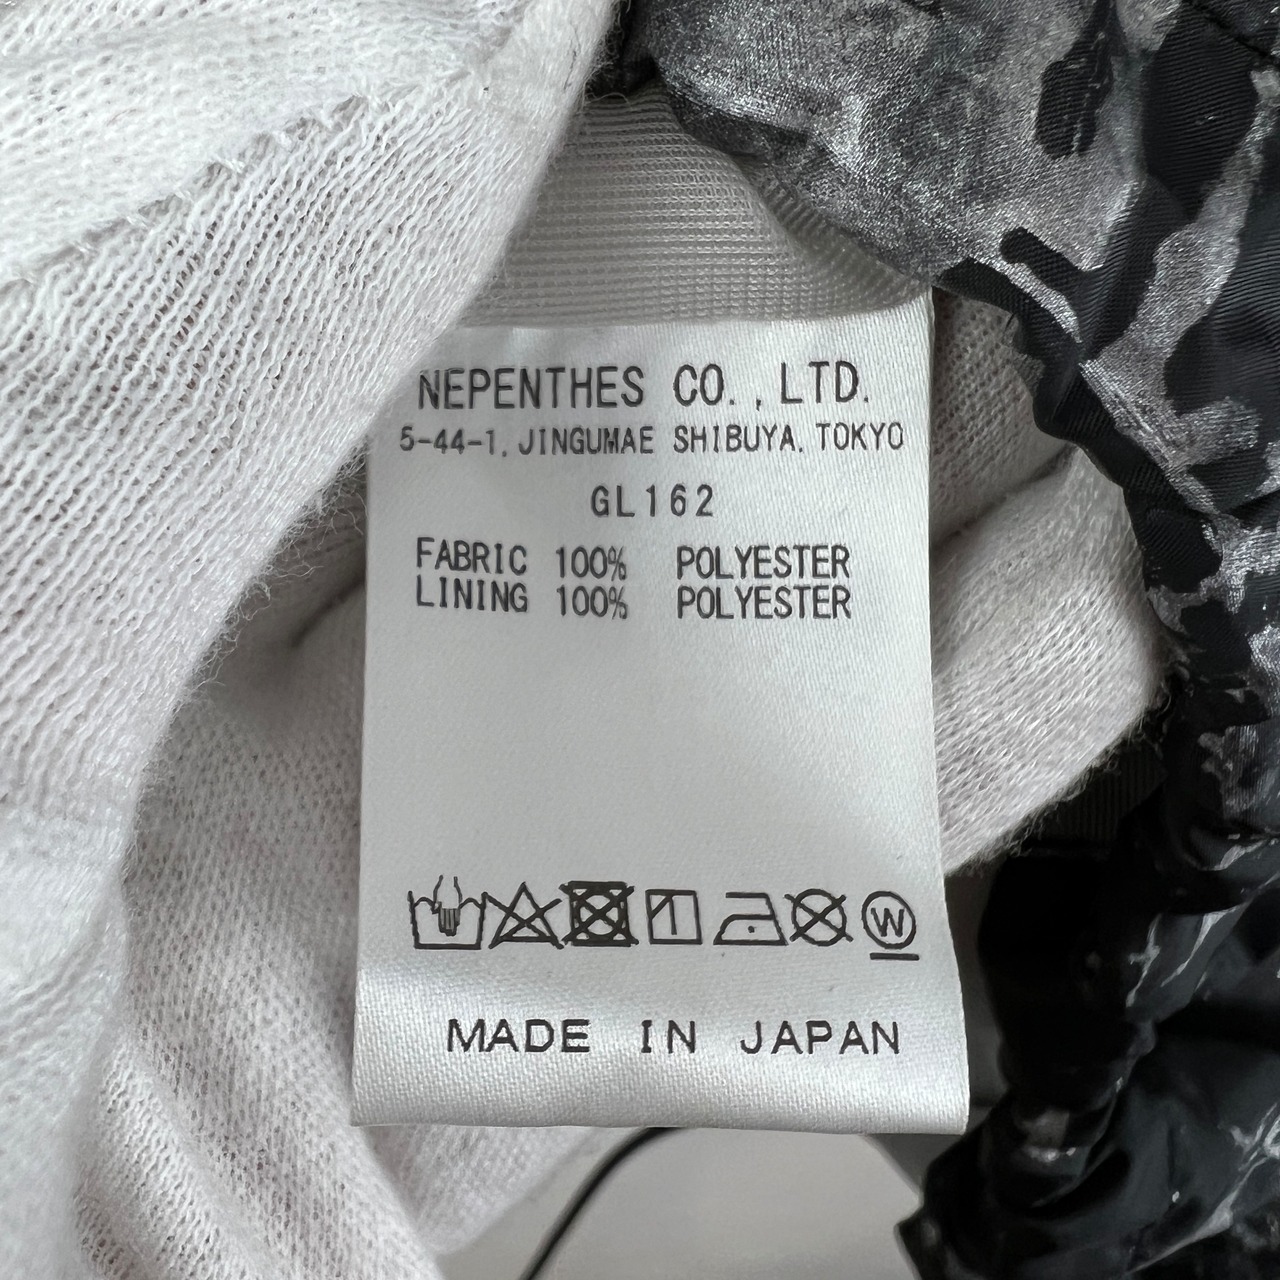 NEPENTHES CO.,LTD.
5-44-1, JINGUMAE SHIBUYA, TOKYO
GL162
FABRIC 100% POLYESTER
LINING 100% POLYESTER
W
MADE IN JAPAN